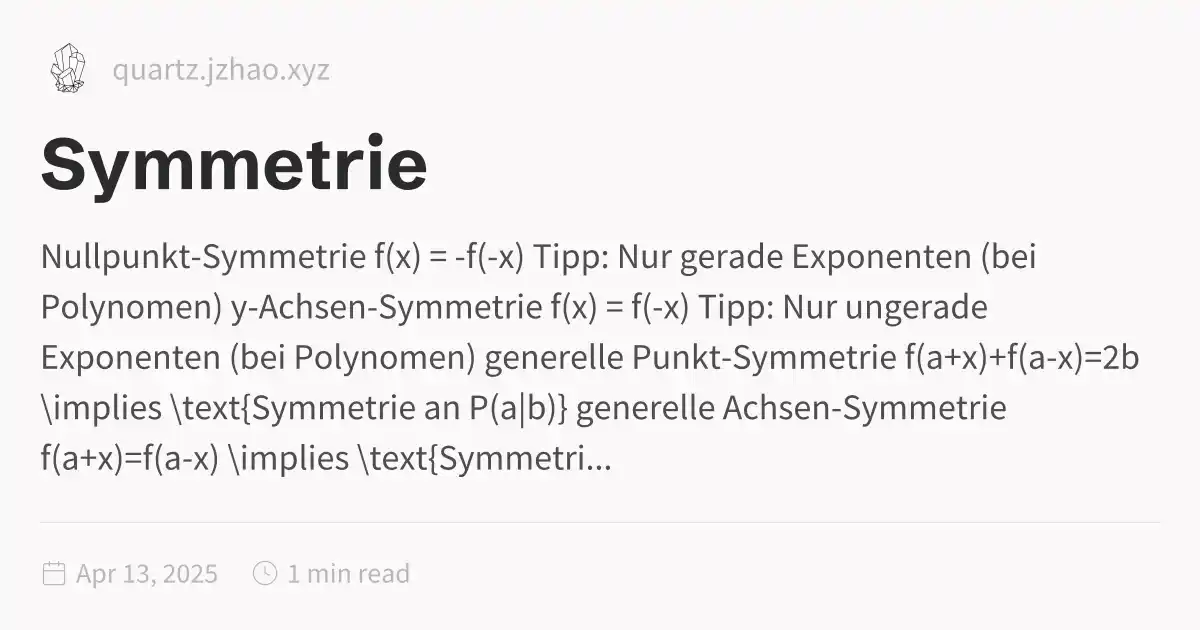 quartz.jzhao.xyz
Symmetrie
Nullpunkt-Symmetrie f(x) = -f(-x) Tipp: Nur gerade Exponenten (bei
Polynomen) y-Achsen-Symmetrie f(x) = f(-x) Tipp: Nur ungerade
Exponenten (bei Polynomen) generelle Punkt-Symmetrie f(a+x)+f(a-x)=2b
\implies \text{Symmetrie an P(a|b)} generelle Achsen-Symmetrie
f(a+x)=f(a-x) \implies \text{Symmetri...
Apr 13, 2025 1 min read